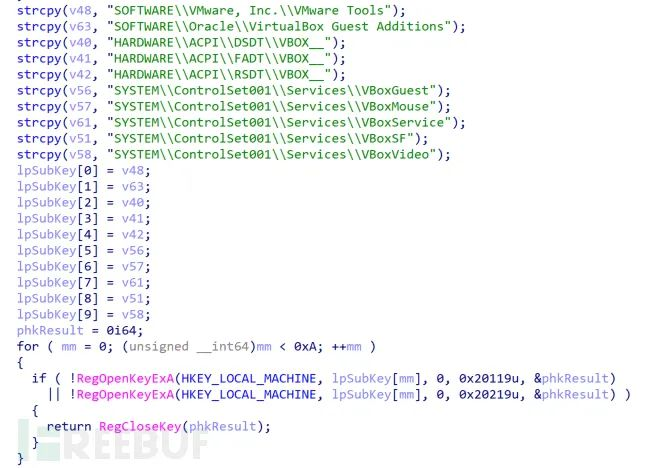 strcpy(v48, "SOFTWARE\\VMware, Inc.\\VMware Tools");
strcpy(v63, "SOFTWARE\\Oracle\\VirtualBox Guest Additions");
strcpy(v40, "HARDWARE\\ACPI\\DSDT\\VBOX__");
strcpy(v41, "HARDWARE\\ACPI\\FADT\\VBOX__");
strcpy(v42, "HARDWARE\\ACPI\\RSDT\\VBOX__");
strcpy(v56, "SYSTEM\\ControlSet001\\Services\\VBoxGuest");
strcpy(v57, "SYSTEM\\ControlSet001\\Services\\VBoxMouse");
strcpy(v61, "SYSTEM\\ControlSet001\\Services\\VBoxService");
strcpy(v51, "SYSTEM\\ControlSet001\\Services\\VBoxSF");
strcpy(v58, "SYSTEM\\ControlSet001\\Services\\VBoxVideo");
lpSubKey[0] = v48;
lpSubKey[1] = v63;
lpSubKey[2] = v40;
lpSubKey[3] = v41;
lpSubKey[4] = v42;
lpSubKey[5] = v56;
lpSubKey[6] = v57;
lpSubKey[7] = v61;
lpSubKey[8] = v51;
lpSubKey[9] = v58;
phkResult = 0i64;
for ( mm = 0; (unsigned __int64)mm < 0xA; ++mm )
{
if ( !RegOpenKeyExA(HKEY_LOCAL_MACHINE, lpSubKey[mm], 0, 0x20119u, &phkResult)
|| !RegOpenKeyExA(HKEY_LOCAL_MACHINE, lpSubKey[mm], 0, 0x20219u, &phkResult) )
{
return RegCloseKey(phkResult);
}
}
FREEBUF